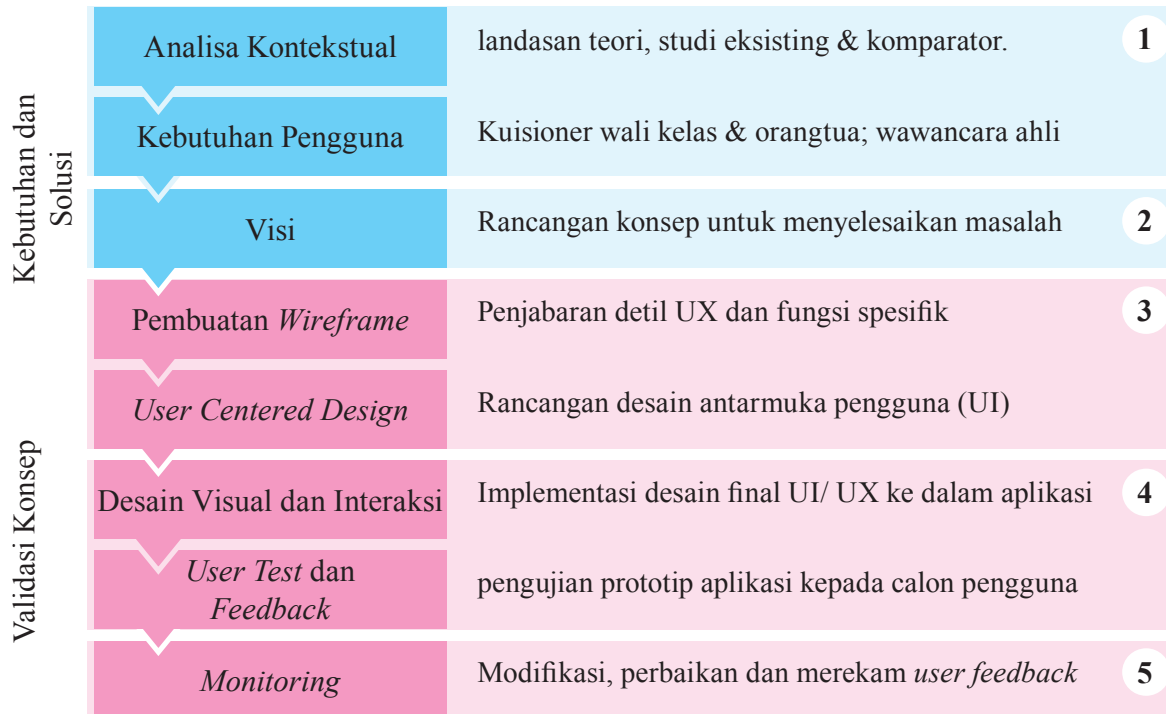 Kebutuhan dan
Solusi
Analisa Kontekstual
landasan teori, studi eksisting & komparator.
1
Kebutuhan Pengguna
Kuisioner wali kelas & orangtua; wawancara ahli
Visi
Rancangan konsep untuk menyelesaikan masalah
2
Validasi Konsep
Pembuatan Wireframe
Penjabaran detil UX dan fungsi spesifik
3
User Centered Design
Rancangan desain antarmuka pengguna (UI)
Desain Visual dan Interaksi
Implementasi desain final UI/ UX ke dalam aplikasi
4
User Test dan
Feedback
pengujian prototip aplikasi kepada calon pengguna
Monitoring
Modifikasi, perbaikan dan merekam user feedback
5